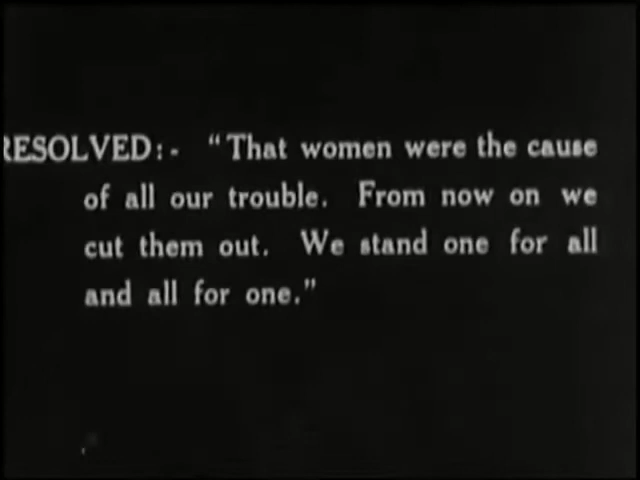 RESOLVED:- "That women were the cause
of all our trouble. From now on we
cut them out. We stand one for all
and all for one."